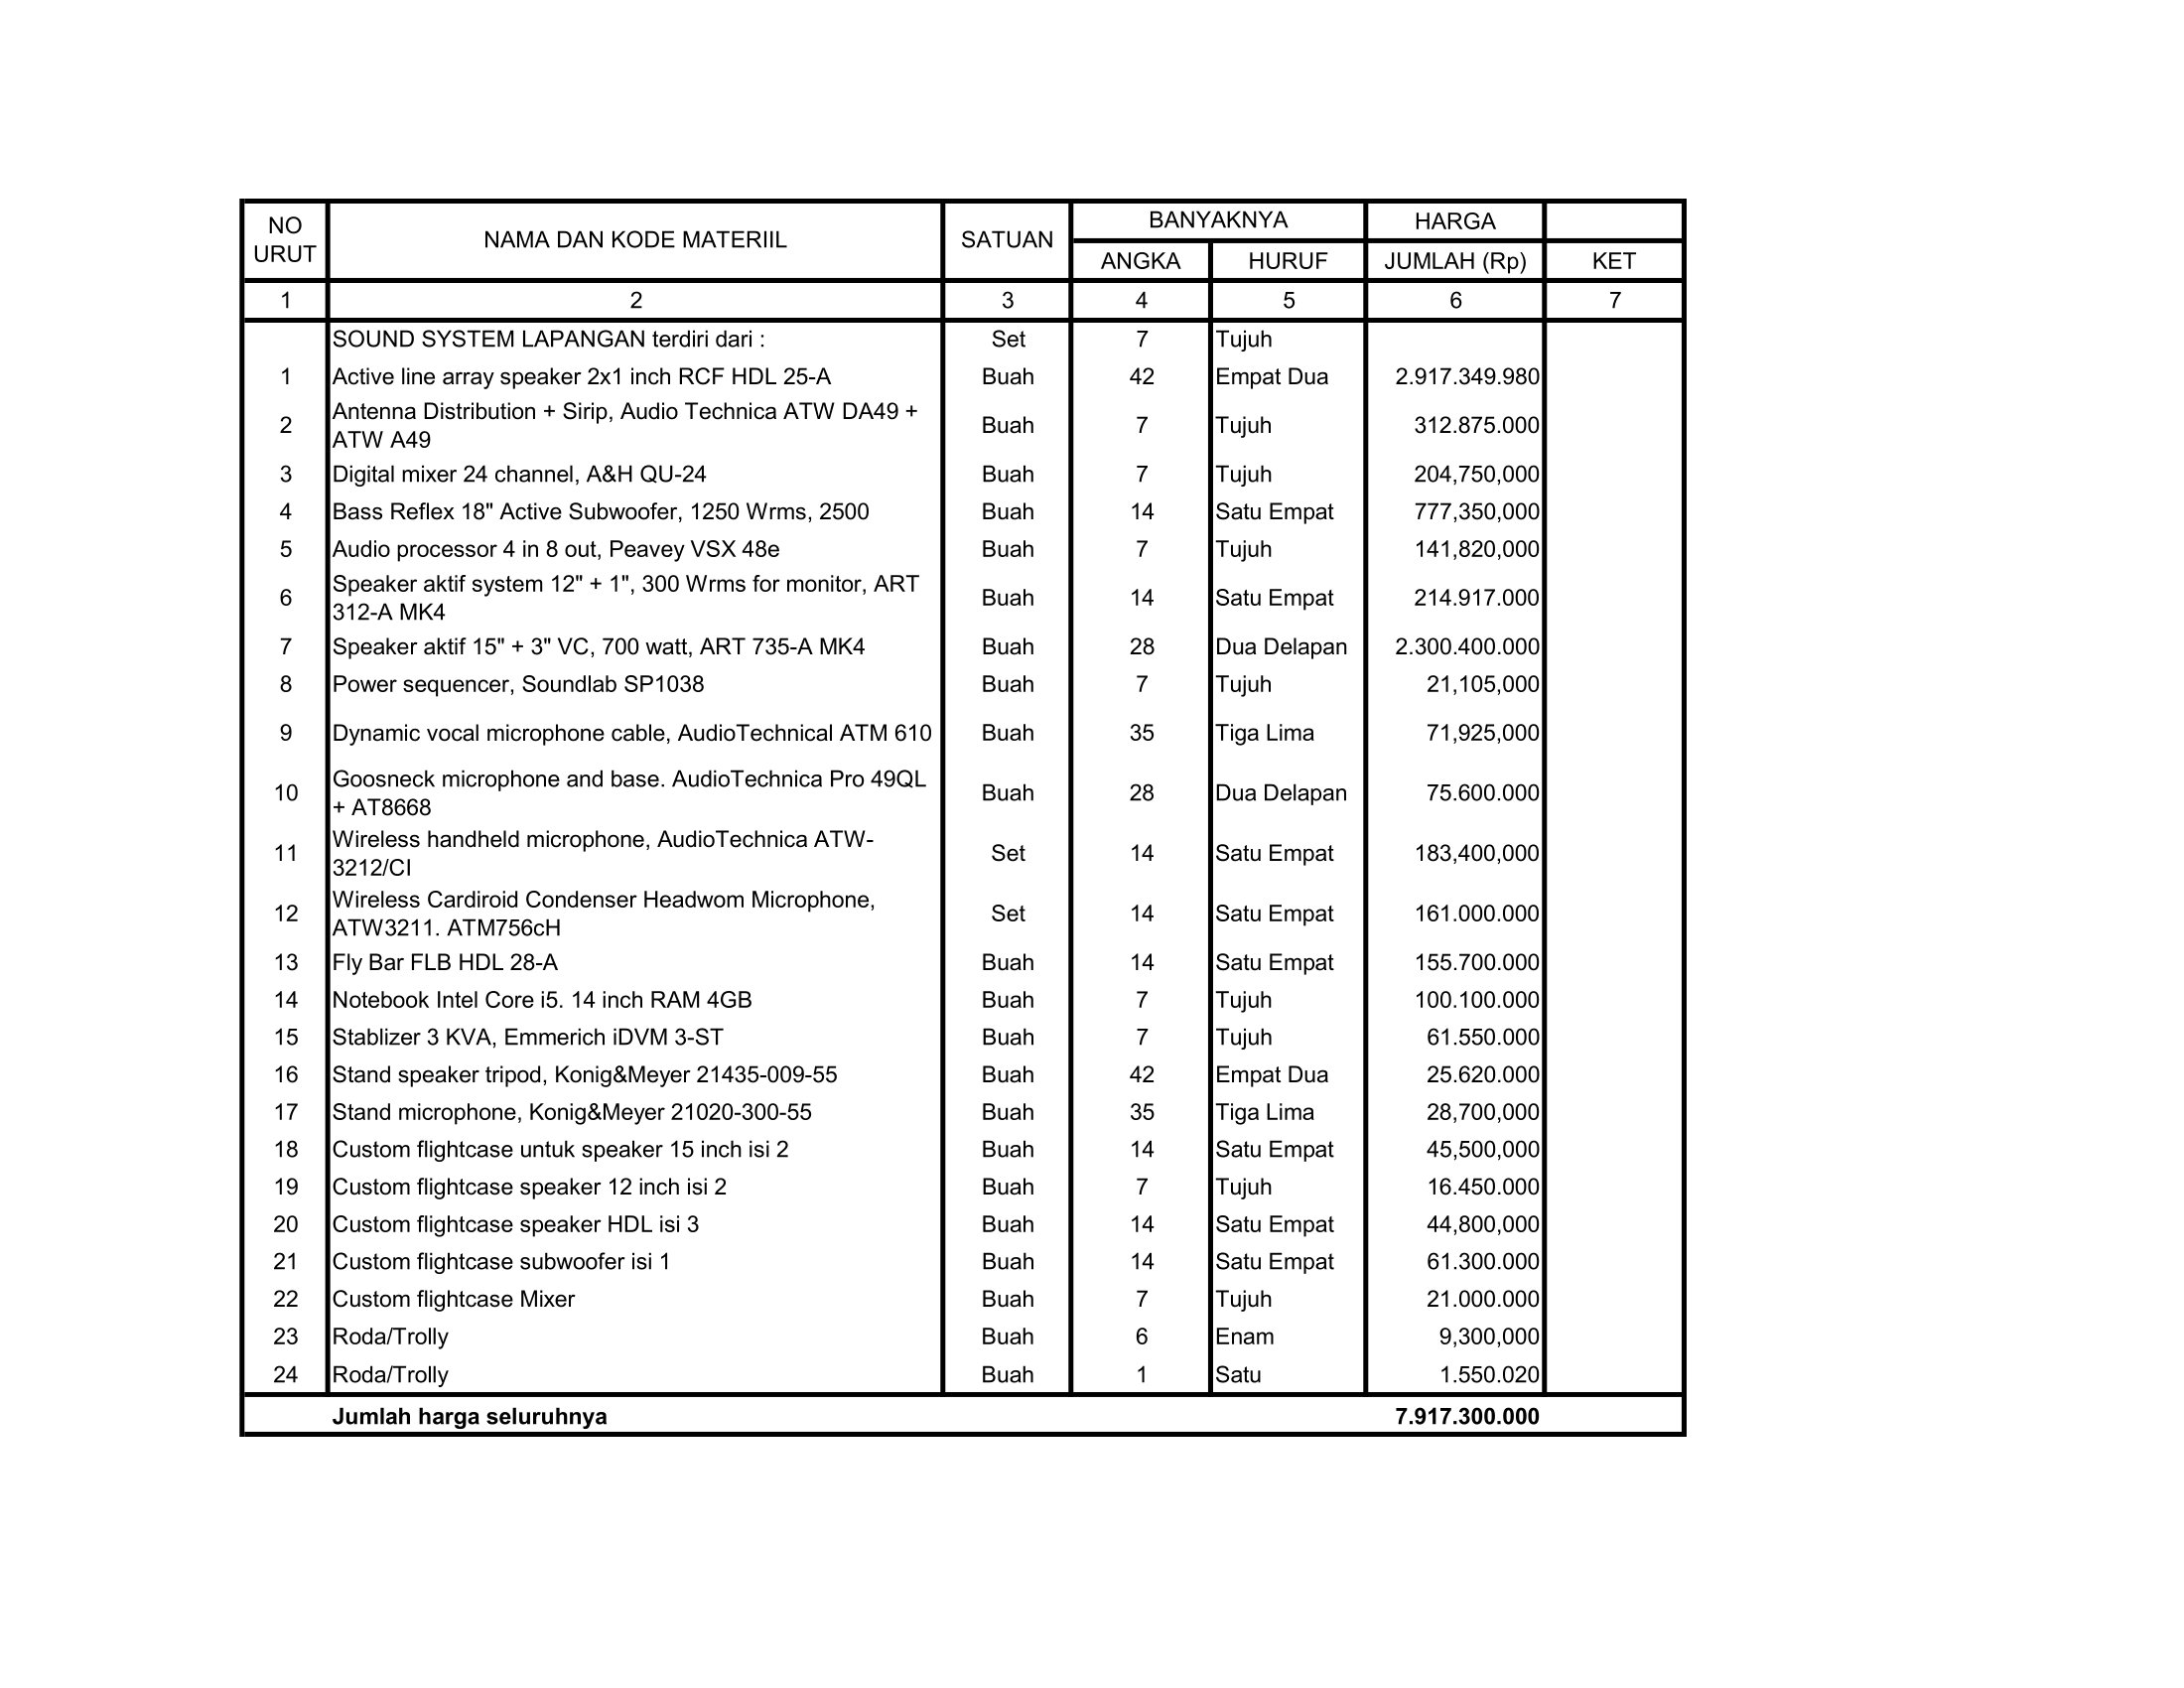 NO URUT NAMA DAN KODE MATERIIL SATUAN BANYAKNYA HARGA
ANGKA HURUF JUMLAH (Rp) KET
1 2 3 4 5 6 7
SOUND SYSTEM LAPANGAN terdiri dari : Set 7 Tujuh
1 Active line array speaker 2x1 inch RCF HDL 25-A Buah 42 Empat Dua 2.917.349.980
2 Antenna Distribution + Sirip, Audio Technica ATW DA49 +
ATW A49 Buah 7 Tujuh 312.875.000
3 Digital mixer 24 channel, A&H QU-24 Buah 7 Tujuh 204,750,000
4 Bass Reflex 18" Active Subwoofer, 1250 Wrms, 2500 Buah 14 Satu Empat 777,350,000
5 Audio processor 4 in 8 out, Peavey VSX 48e Buah 7 Tujuh 141,820,000
6 Speaker aktif system 12" + 1", 300 Wrms for monitor, ART
312-A MK4 Buah 14 Satu Empat 214.917.000
7 Speaker aktif 15" + 3" VC, 700 watt, ART 735-A MK4 Buah 28 Dua Delapan 2.300.400.000
8 Power sequencer, Soundlab SP1038 Buah 7 Tujuh 21,105,000
9 Dynamic vocal microphone cable, AudioTechnical ATM 610 Buah 35 Tiga Lima 71,925,000
10 Goosneck microphone and base. AudioTechnica Pro 49QL
+ AT8668 Buah 28 Dua Delapan 75.600.000
11 Wireless handheld microphone, AudioTechnica ATW-
3212/CI Set 14 Satu Empat 183,400,000
12 Wireless Cardiroid Condenser Headwom Microphone,
ATW3211. ATM756cH Set 14 Satu Empat 161.000.000
13 Fly Bar FLB HDL 28-A Buah 14 Satu Empat 155.700.000
14 Notebook Intel Core i5. 14 inch RAM 4GB Buah 7 Tujuh 100.100.000
15 Stablizer 3 KVA, Emmerich iDVM 3-ST Buah 7 Tujuh 61.550.000
16 Stand speaker tripod, Konig&Meyer 21435-009-55 Buah 42 Empat Dua 25.620.000
17 Stand microphone, Konig&Meyer 21020-300-55 Buah 35 Tiga Lima 28,700,000
18 Custom flightcase untuk speaker 15 inch isi 2 Buah 14 Satu Empat 45,500,000
19 Custom flightcase speaker 12 inch isi 2 Buah 7 Tujuh 16.450.000
20 Custom flightcase speaker HDL isi 3 Buah 14 Satu Empat 44,800,000
21 Custom flightcase subwoofer isi 1 Buah 14 Satu Empat 61.300.000
22 Custom flightcase Mixer Buah 7 Tujuh 21.000.000
23 Roda/Trolly Buah 6 Enam 9,300,000
24 Roda/Trolly Buah 1 Satu 1.550.020
Jumlah harga seluruhnya 7.917.300.000